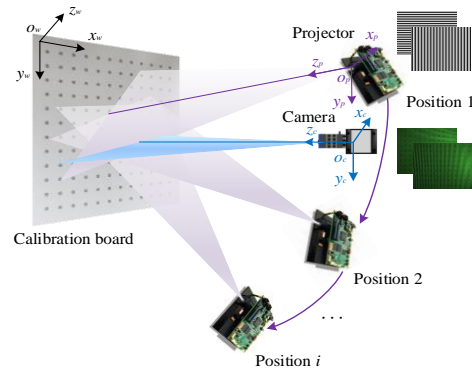 z_w
o_w
x_w
y_w
Projector
x_p
z_p
o_p
y_p
Position 1
Camera
x_c
z_c
o_c
y_c
Calibration board
Position 2
. . .
Position i